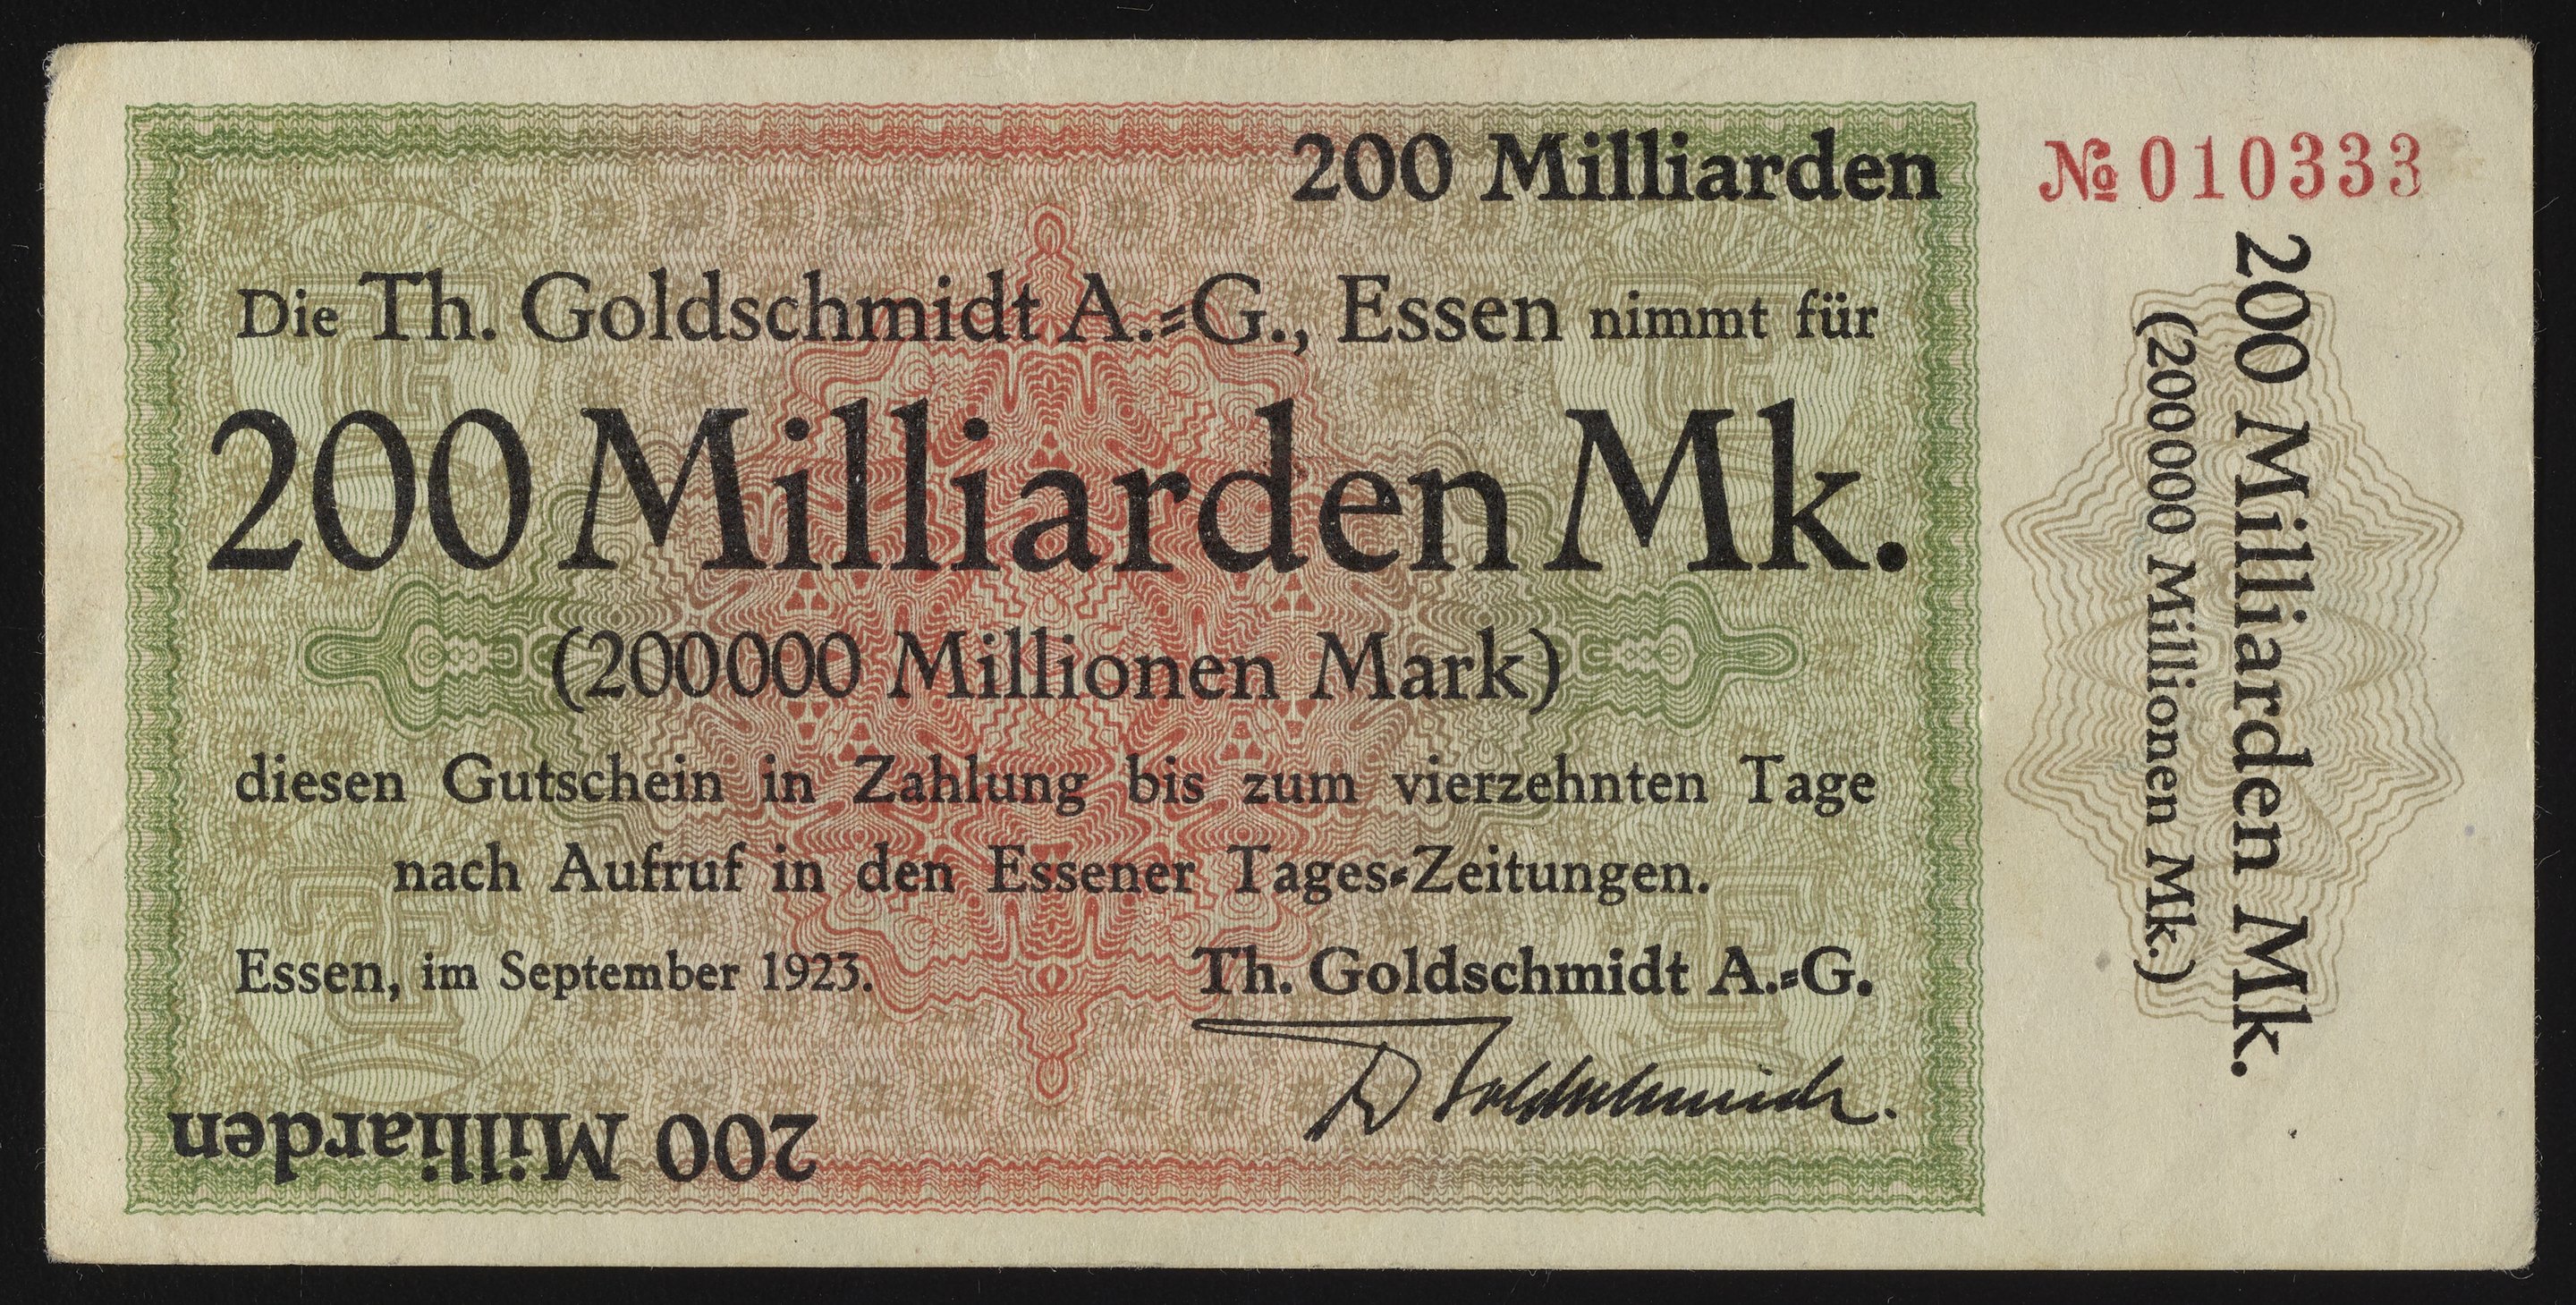 200 Milliarden
№ 010333
Die Th. Goldschmidt A.=G., Essen nimmt für
200 Milliarden Mk.
(200000 Millionen Mark)
diesen Gutschein in Zahlung bis zum vierzehnten Tage
nach Aufruf in den Essener Tages=Zeitungen.
Essen, im September 1923.
Th. Goldschmidt A.=G.
Goldschmidt.
200 Milliarden
200 Milliarden Mk.
(200000 Millionen Mk.)